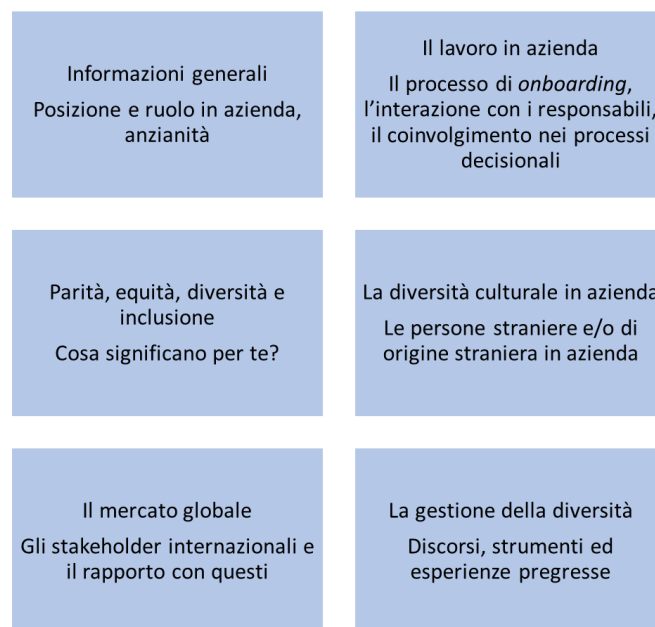 Informazioni generali
Posizione e ruolo in azienda,
anzianità
Il lavoro in azienda
Il processo di onboarding,
l’interazione con i responsabili,
il coinvolgimento nei processi
decisionali
Parità, equità, diversità e
inclusione
Cosa significano per te?
La diversità culturale in azienda
Le persone straniere e/o di
origine straniera in azienda
Il mercato globale
Gli stakeholder internazionali e
il rapporto con questi
La gestione della diversità
Discorsi, strumenti ed
esperienze pregresse